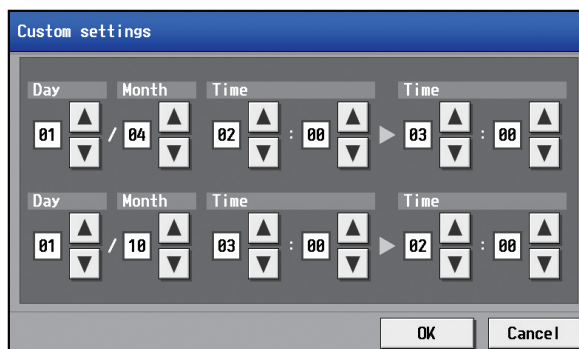 Custom settings
Day Month Time Time
01 / 04 02 : 00 03 : 00
Day Month Time Time
01 / 10 03 : 00 02 : 00
OK Cancel